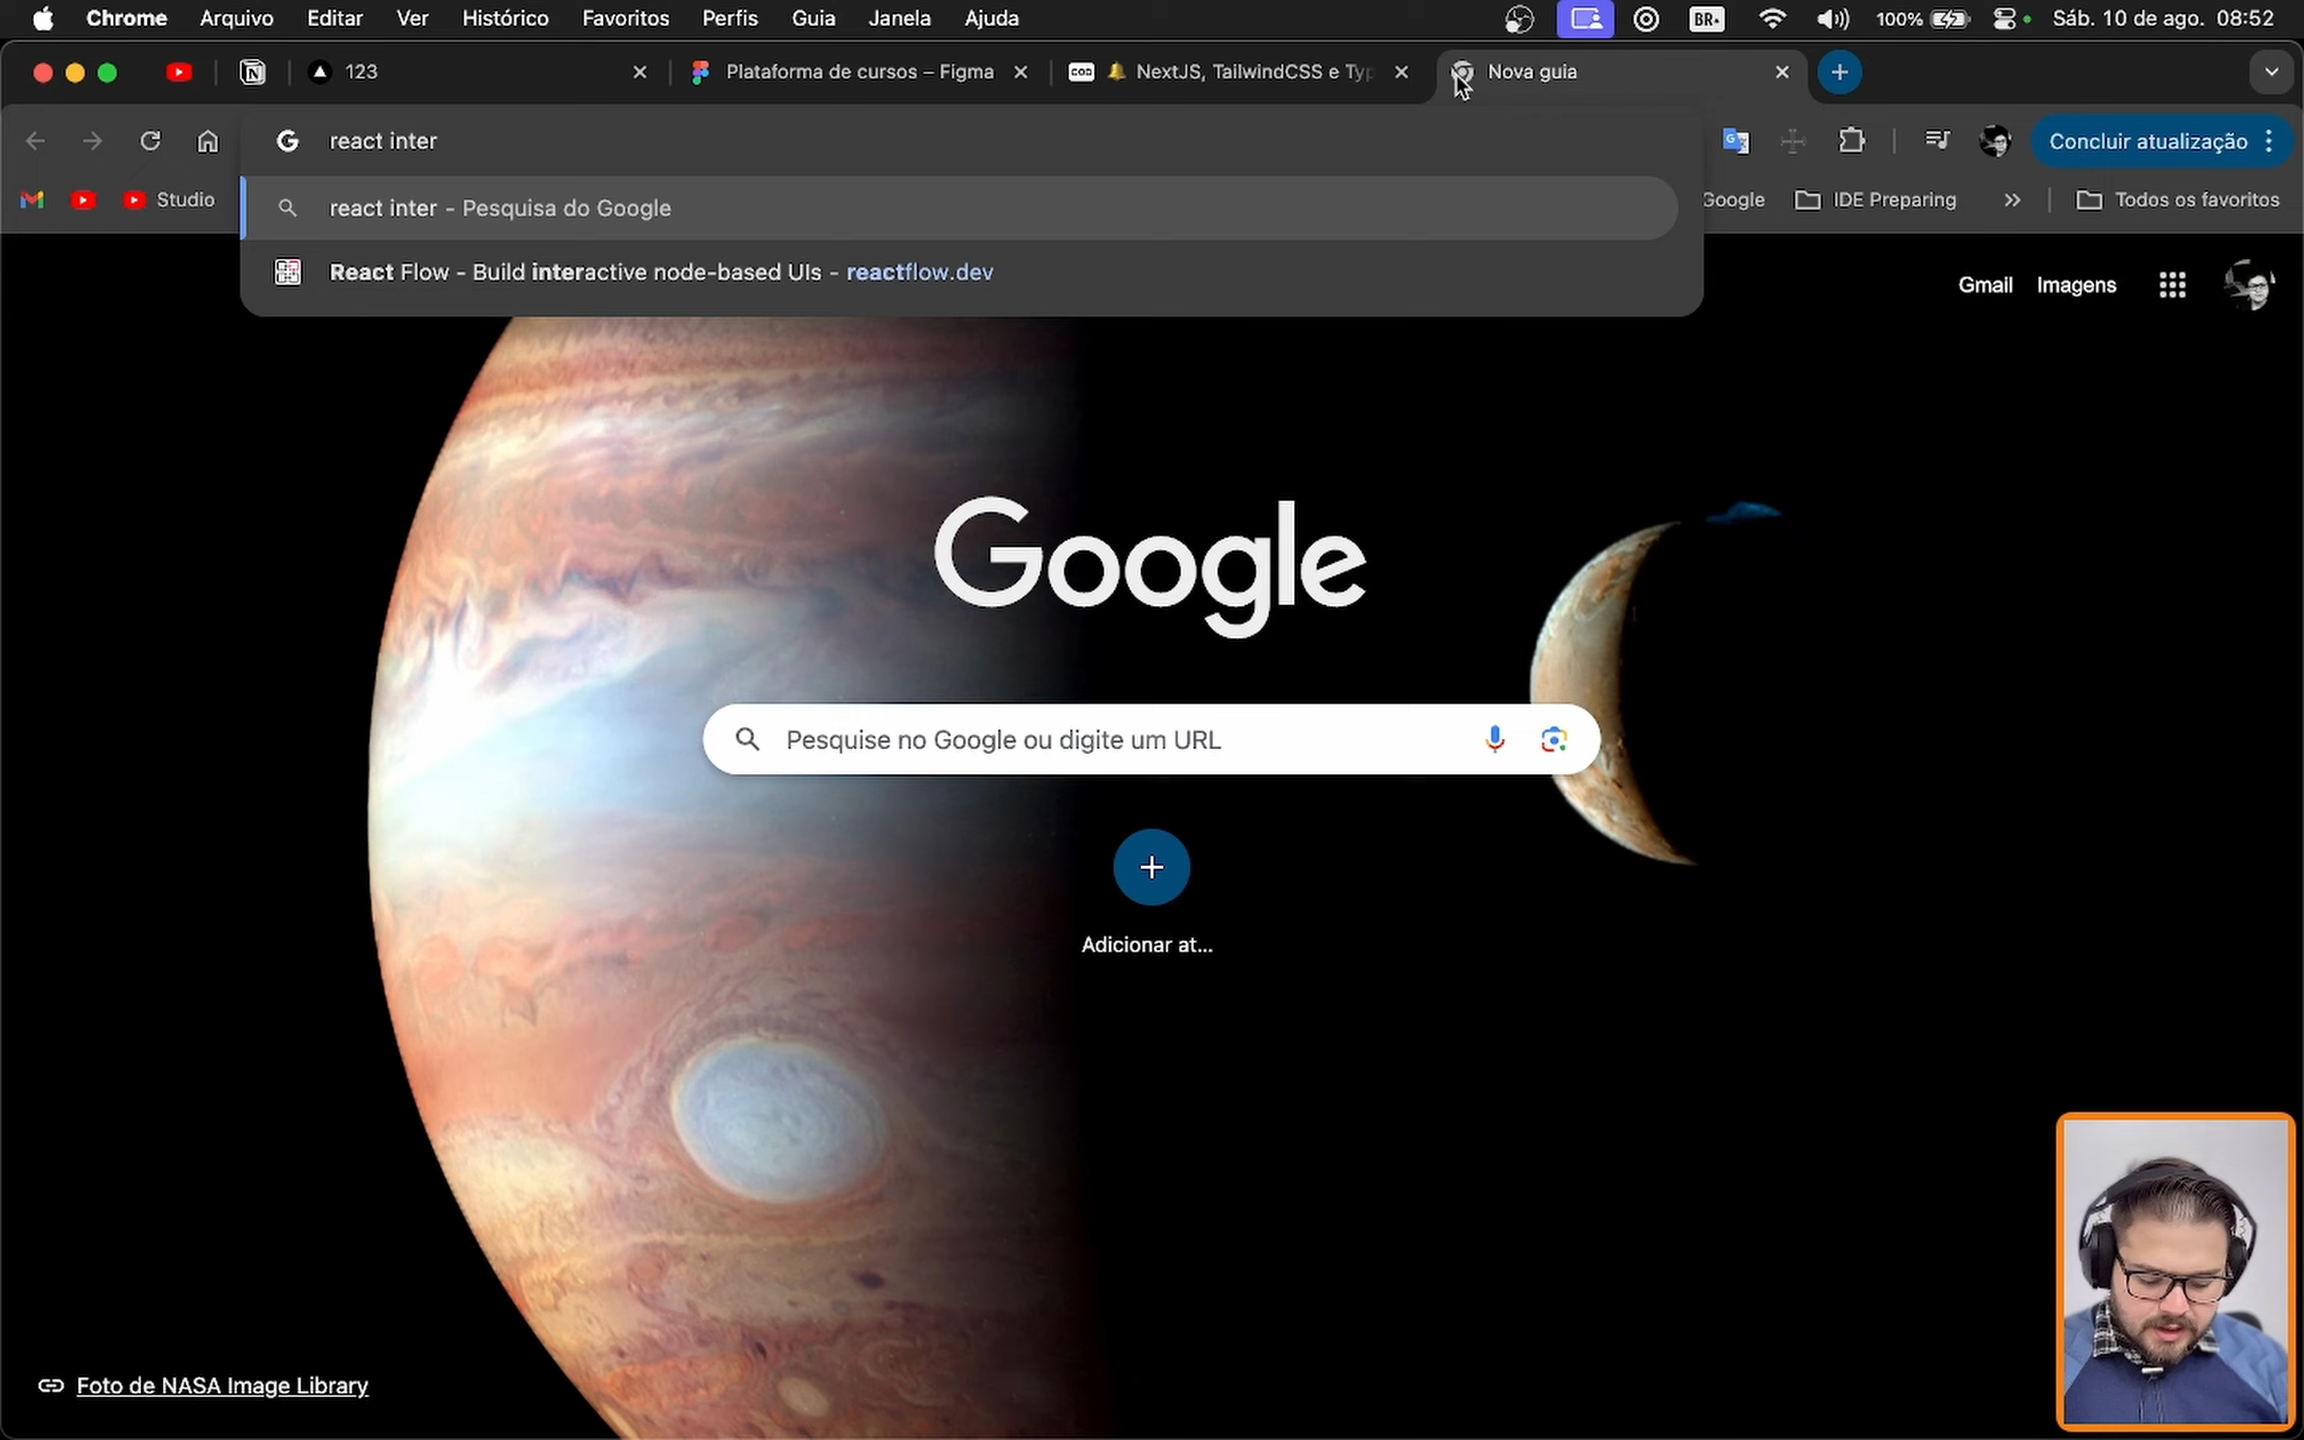 Chrome Arquivo Editar Ver Histórico Favoritos Perfis Guia Janela Ajuda BR 100% Sáb. 10 de ago. 08:52
123 Plataforma de cursos – Figma COD NextJS, TailwindCSS e Typ Nova guia
react inter Concluir atualização
Studio Google IDE Preparing Todos os favoritos
react inter - Pesquisa do Google
React Flow - Build interactive node-based UIs - reactflow.dev
Gmail Imagens
Google
Pesquise no Google ou digite um URL
Adicionar at...
Foto de NASA Image Library